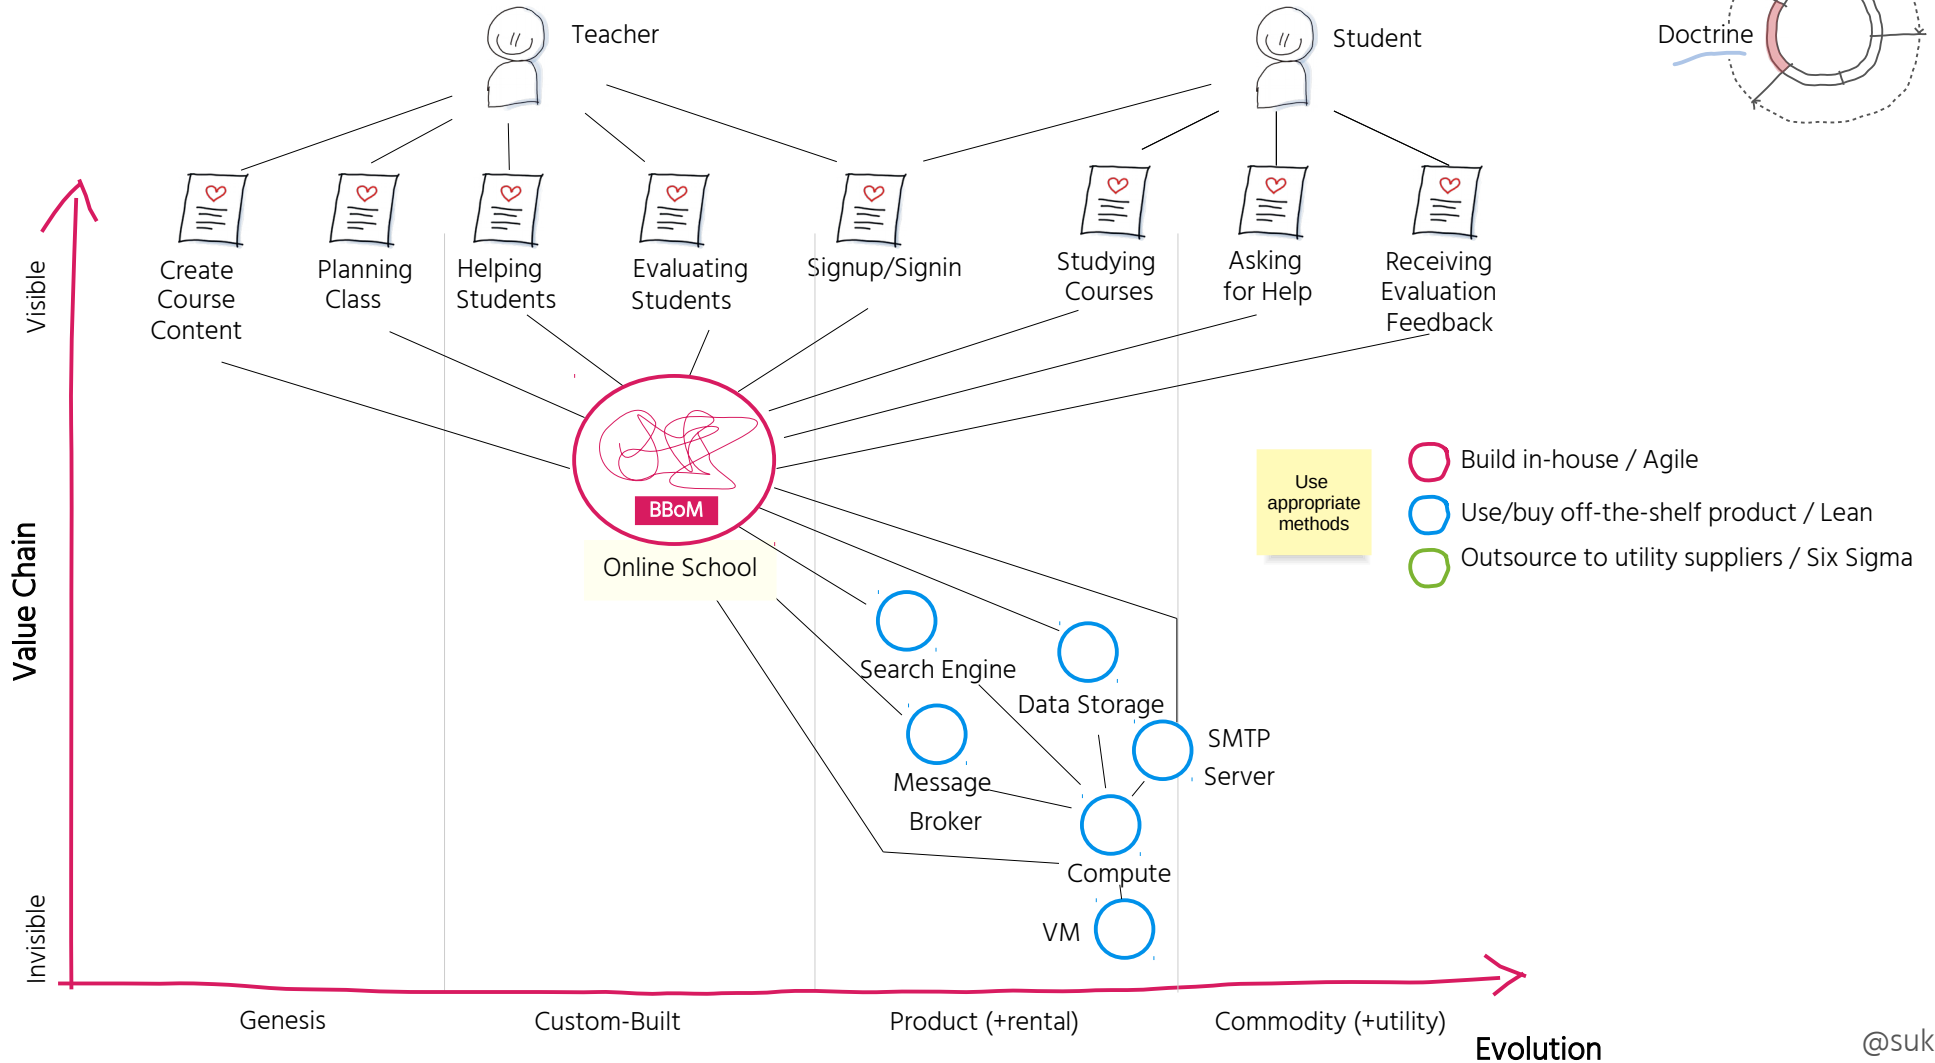 Teacher
Student
Doctrine
Create
Course
Content
Planning
Class
Helping
Students
Evaluating
Students
Signup/Signin
Studying
Courses
Asking
for Help
Receiving
Evaluation
Feedback
Visible
Value Chain
Invisible
BBoM
Online School
Search Engine
Data Storage
Message
Broker
SMTP
Server
Compute
VM
Use
appropriate
methods
Build in-house / Agile
Use/buy off-the-shelf product / Lean
Outsource to utility suppliers / Six Sigma
Genesis
Custom-Built
Product (+rental)
Commodity (+utility)
Evolution
@suk